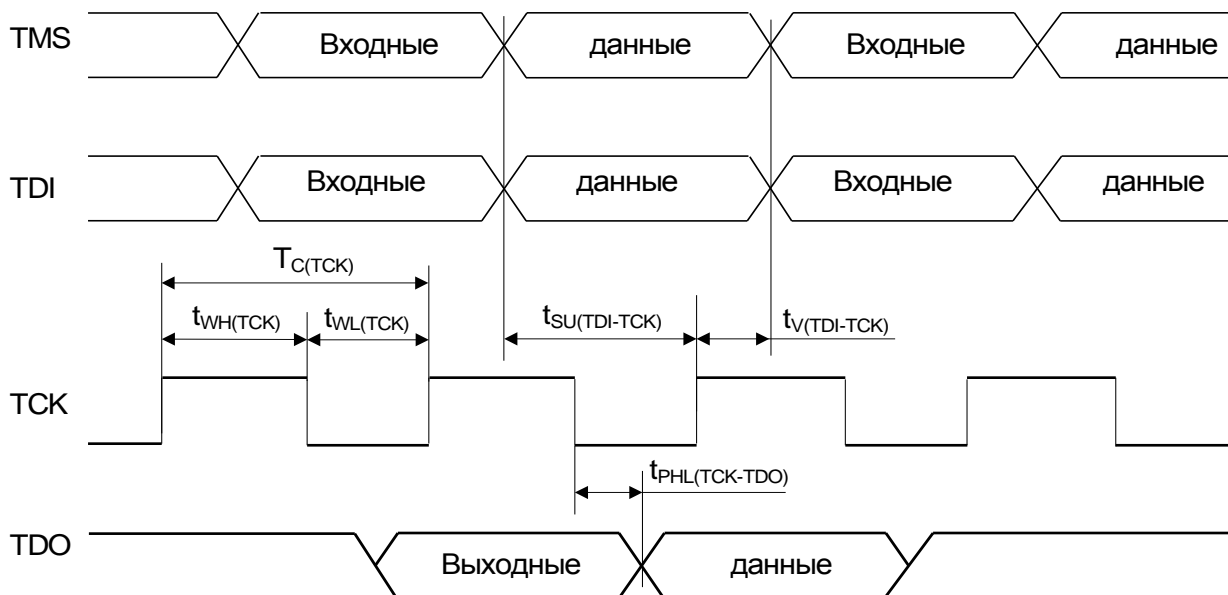 TMS Входные данные Входные данные
TDI Входные данные Входные данные
TC(TCK)
tWH(TCK) tWL(TCK) tSU(TDI-TCK) tV(TDI-TCK)
TCK
tPHL(TCK-TDO)
TDO Выходные данные